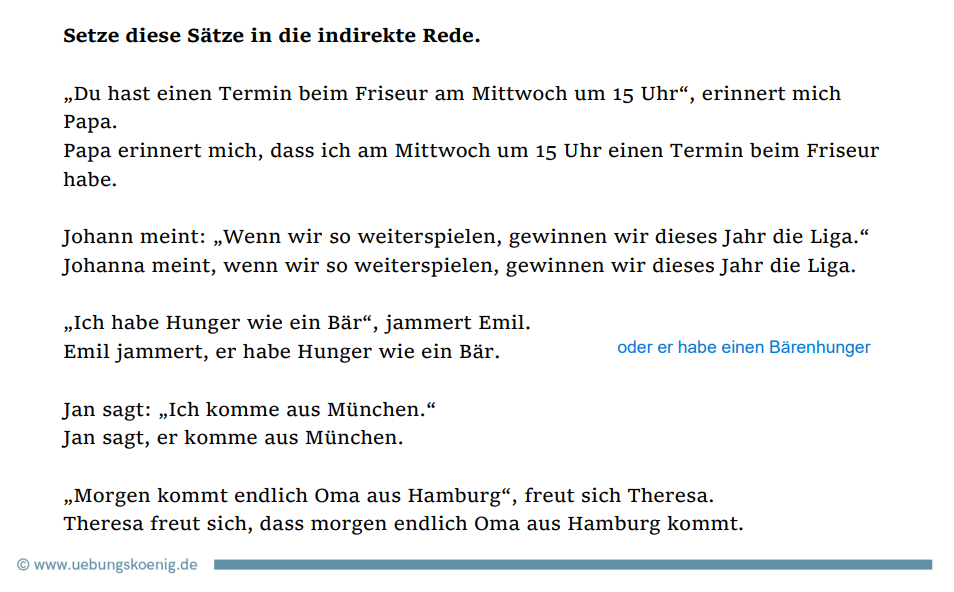 Setze diese Sätze in die indirekte Rede.
„Du hast einen Termin beim Friseur am Mittwoch um 15 Uhr“, erinnert mich
Papa.
Papa erinnert mich, dass ich am Mittwoch um 15 Uhr einen Termin beim Friseur
habe.
Johann meint: „Wenn wir so weiterspielen, gewinnen wir dieses Jahr die Liga.“
Johanna meint, wenn wir so weiterspielen, gewinnen wir dieses Jahr die Liga.
„Ich habe Hunger wie ein Bär“, jammert Emil.
Emil jammert, er habe Hunger wie ein Bär.
oder er habe einen Bärenhunger
Jan sagt: „Ich komme aus München.“
Jan sagt, er komme aus München.
„Morgen kommt endlich Oma aus Hamburg“, freut sich Theresa.
Theresa freut sich, dass morgen endlich Oma aus Hamburg kommt.
© www.uebungskoenig.de